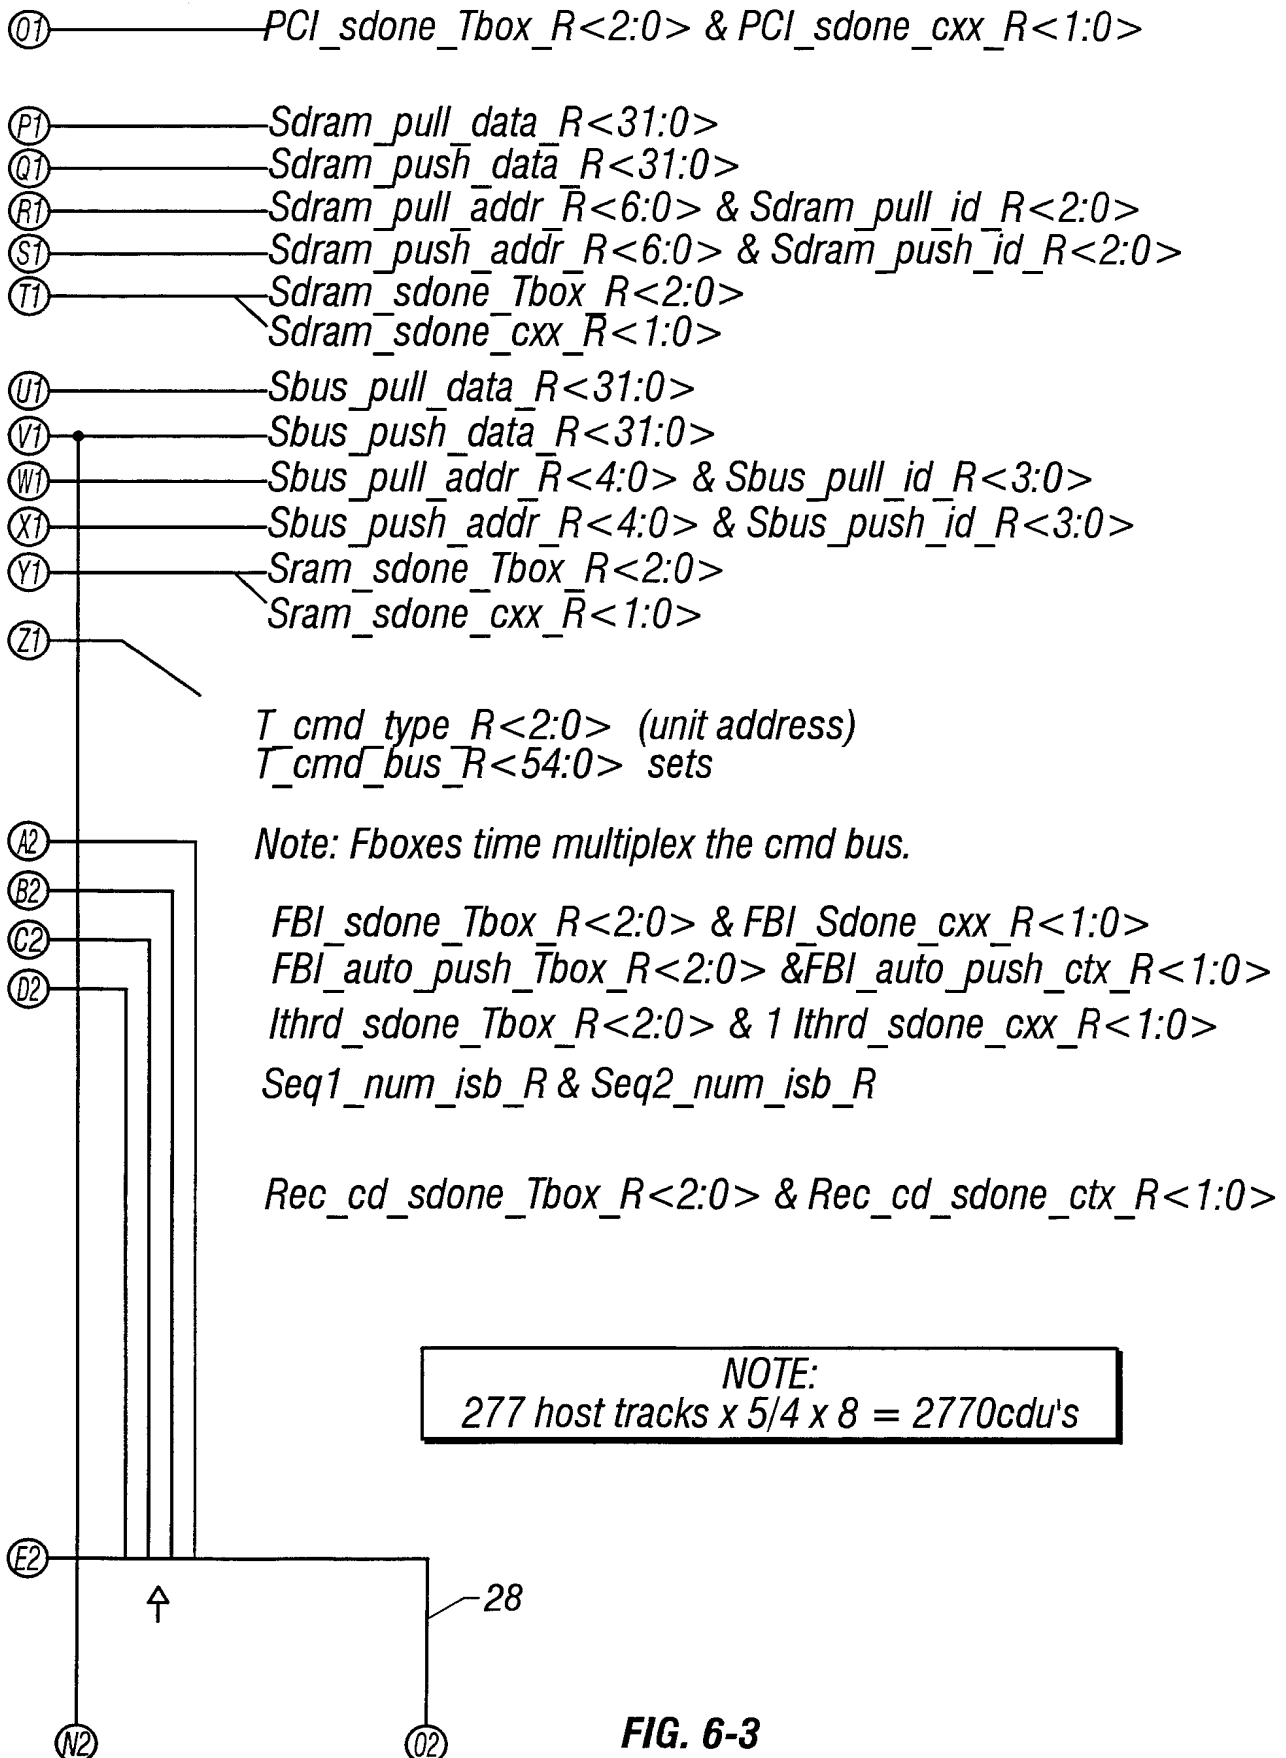 O1 PCI_sdone_Tbox_R<2:0> & PCI_sdone_cxx_R<1:0>
P1 Sdram_pull_data_R<31:0>
Q1 Sdram_push_data_R<31:0>
R1 Sdram_pull_addr_R<6:0> & Sdram_pull_id_R<2:0>
S1 Sdram_push_addr_R<6:0> & Sdram_push_id_R<2:0>
T1 Sdram_sdone_Tbox_R<2:0>
Sdram_sdone_cxx_R<1:0>
U1 Sbus_pull_data_R<31:0>
V1 Sbus_push_data_R<31:0>
W1 Sbus_pull_addr_R<4:0> & Sbus_pull_id_R<3:0>
X1 Sbus_push_addr_R<4:0> & Sbus_push_id_R<3:0>
Y1 Sram_sdone_Tbox_R<2:0>
Sram_sdone_cxx_R<1:0>
Z1
T_cmd_type_R<2:0> (unit address)
T_cmd_bus_R<54:0> sets
A2 Note: Fboxes time multiplex the cmd bus.
B2
FBI_sdone_Tbox_R<2:0> & FBI_Sdone_cxx_R<1:0>
C2
FBI_auto_push_Tbox_R<2:0> &FBI_auto_push_ctx_R<1:0>
D2
Ithrd_sdone_Tbox_R<2:0> & 1 Ithrd_sdone_cxx_R<1:0>
Seq1_num_isb_R & Seq2_num_isb_R
Rec_cd_sdone_Tbox_R<2:0> & Rec_cd_sdone_ctx_R<1:0>
NOTE:
277 host tracks x 5/4 x 8 = 2770cdu's
E2
28
N2 O2 FIG. 6-3